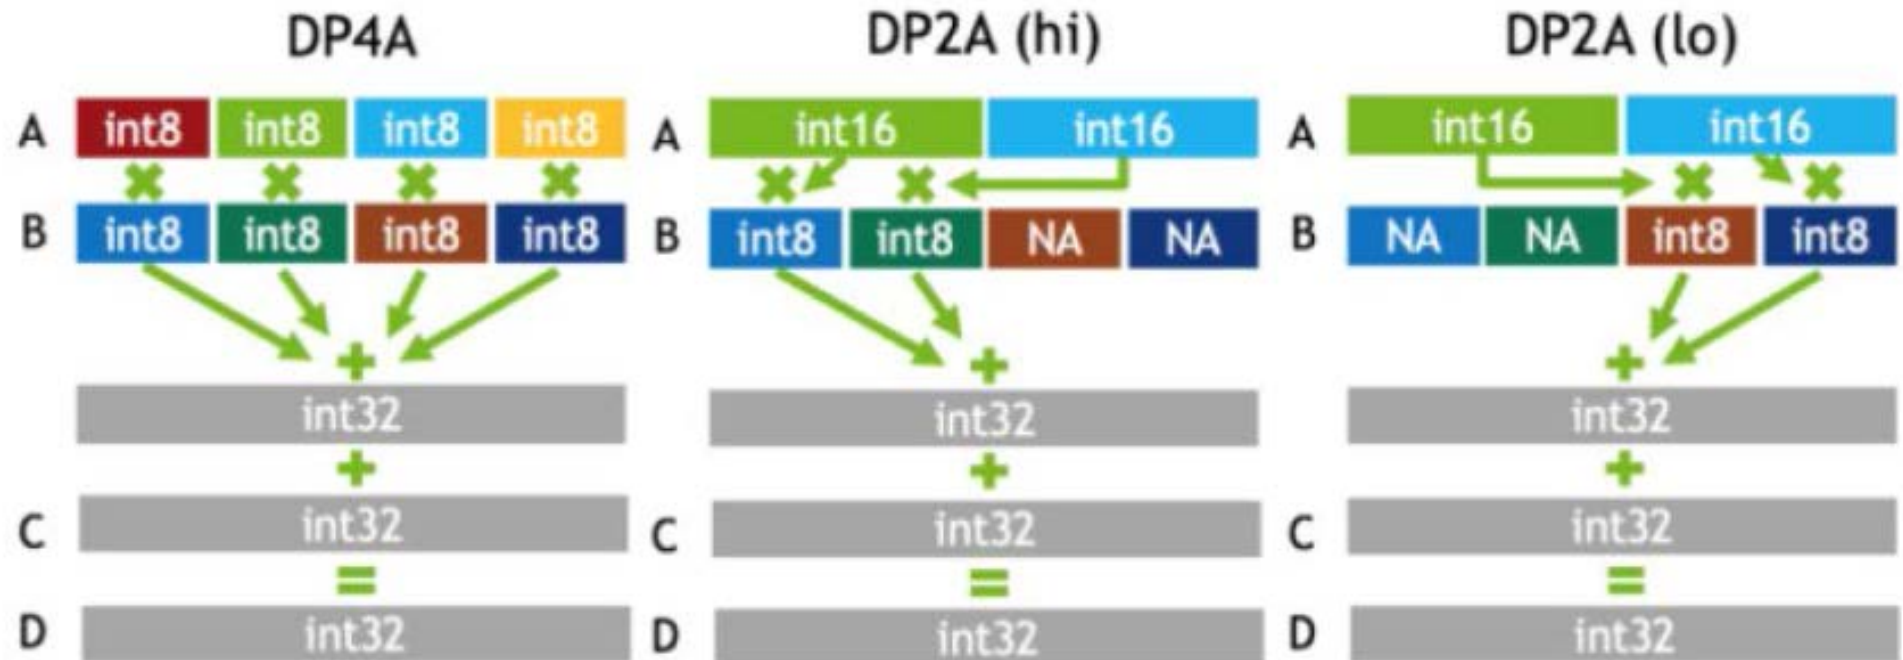 DP4A DP2A (hi) DP2A (lo)
A int8 int8 int8 int8 A int16 int16 A int16 int16
B int8 int8 int8 int8 B int8 int8 NA NA B NA NA int8 int8
+ + +
int32 int32 int32
+ + +
C int32 C int32 C int32
= = =
D int32 D int32 D int32